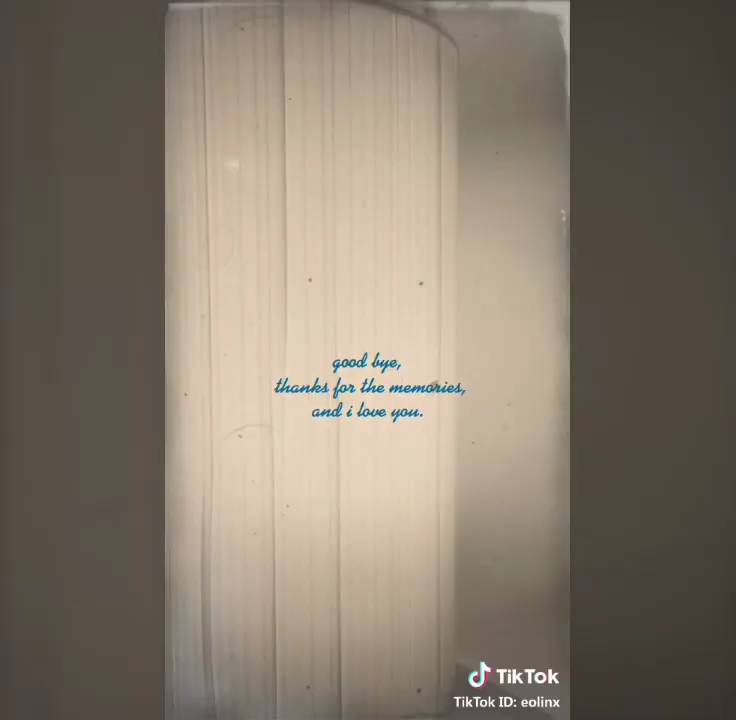 good bye,
thanks for the memories,
and i love you.
TikTok
TikTok ID: eolinx